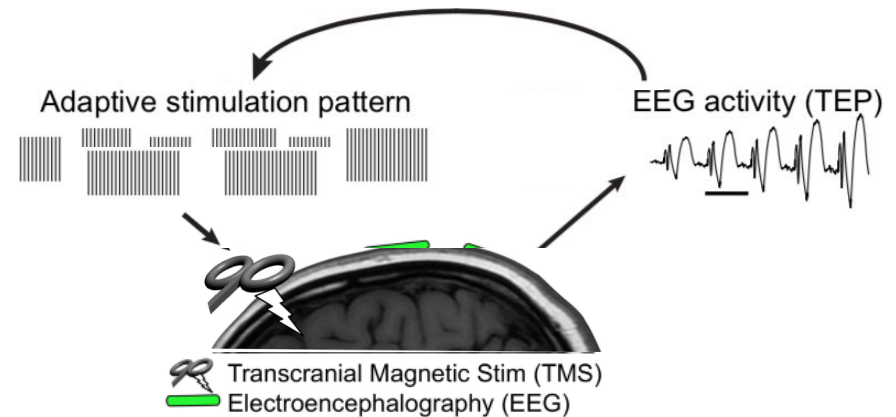 Adaptive stimulation pattern
EEG activity (TEP)
Transcranial Magnetic Stim (TMS)
Electroencephalography (EEG)